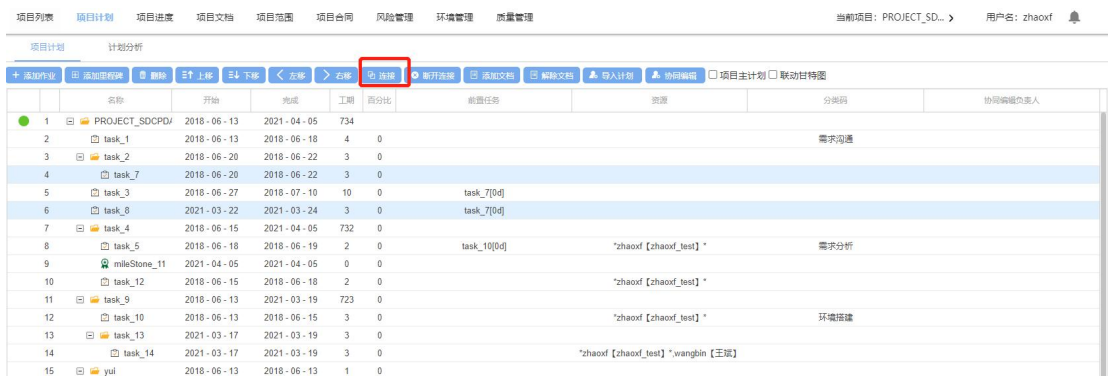 项目列表 项目计划 项目进度 项目文档 项目范围 项目合同 风险管理 环境管理 质量管理 当前项目: PROJECT_SD... 用户名: zhaoxf
项目计划 计划分析
+ 添加作业 添加里程碑 删除 上移 下移 左移 右移 连接 断开连接 添加文档 解除文档 导入计划 协同编辑 项目主计划 联动甘特图
名称 开始 完成 工期 百分比 前置任务 资源 分类码 协同编辑负责人
1 PROJECT_SDCPD 2018-06-13 2021-04-05 734
2 task_1 2018-06-13 2018-06-18 4 0 需求沟通
3 task_2 2018-06-20 2018-06-22 3 0
4 task_7 2018-06-20 2018-06-22 3 0
5 task_3 2018-06-27 2018-07-10 10 0 task_7[0d]
6 task_8 2021-03-22 2021-03-24 3 0 task_7[0d]
7 task_4 2018-06-15 2021-04-05 732 0
8 task_5 2018-06-18 2018-06-19 2 0 task_10[0d] "zhaoxf【zhaoxf_test】" 需求分析
9 mileStone_11 2021-04-05 2021-04-05 0 0
10 task_12 2018-06-15 2018-06-18 2 0 "zhaoxf【zhaoxf_test】"
11 task_9 2018-06-13 2021-03-19 723 0
12 task_10 2018-06-13 2018-06-15 3 0 "zhaoxf【zhaoxf_test】" 环境搭建
13 task_13 2021-03-17 2021-03-19 3 0
14 task_14 2021-03-17 2021-03-19 3 0 "zhaoxf【zhaoxf_test】",wangbin【王斌】
15 yui 2018-06-13 2018-06-13 1 0